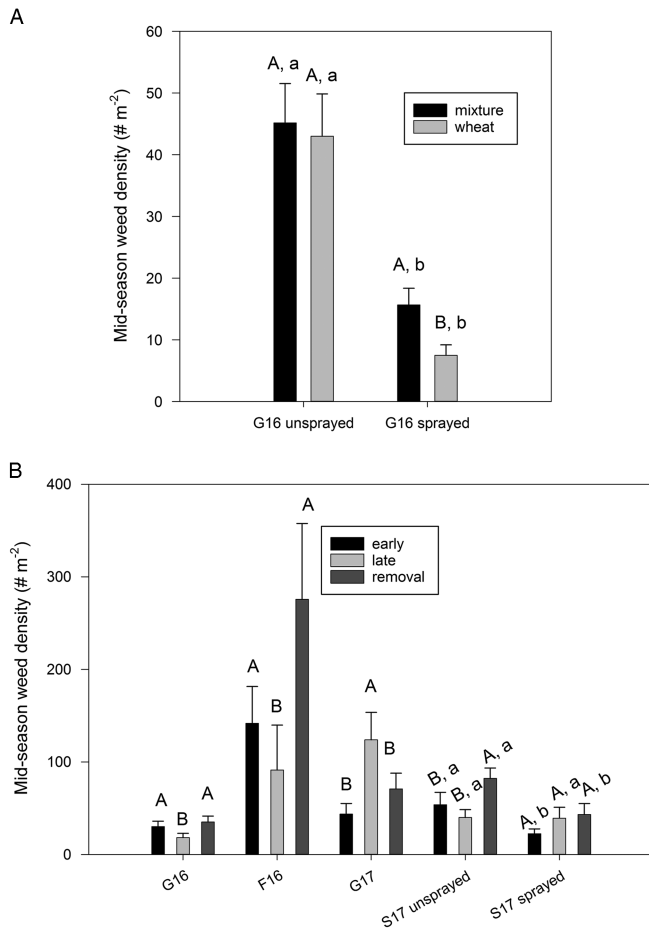 A
Mid-season weed density (# m-2)
60
50
40
30
20
10
0
A, a
A, a
A, b
B, b
mixture
wheat
G16 unsprayed
G16 sprayed
B
Mid-season weed density (# m-2)
400
300
200
100
0
early
late
removal
A
B
A
A
B
A
B
A
B
B, a
B, a
A, a
A, b
A, a
A, b
G16
F16
G17
S17 unsprayed
S17 sprayed